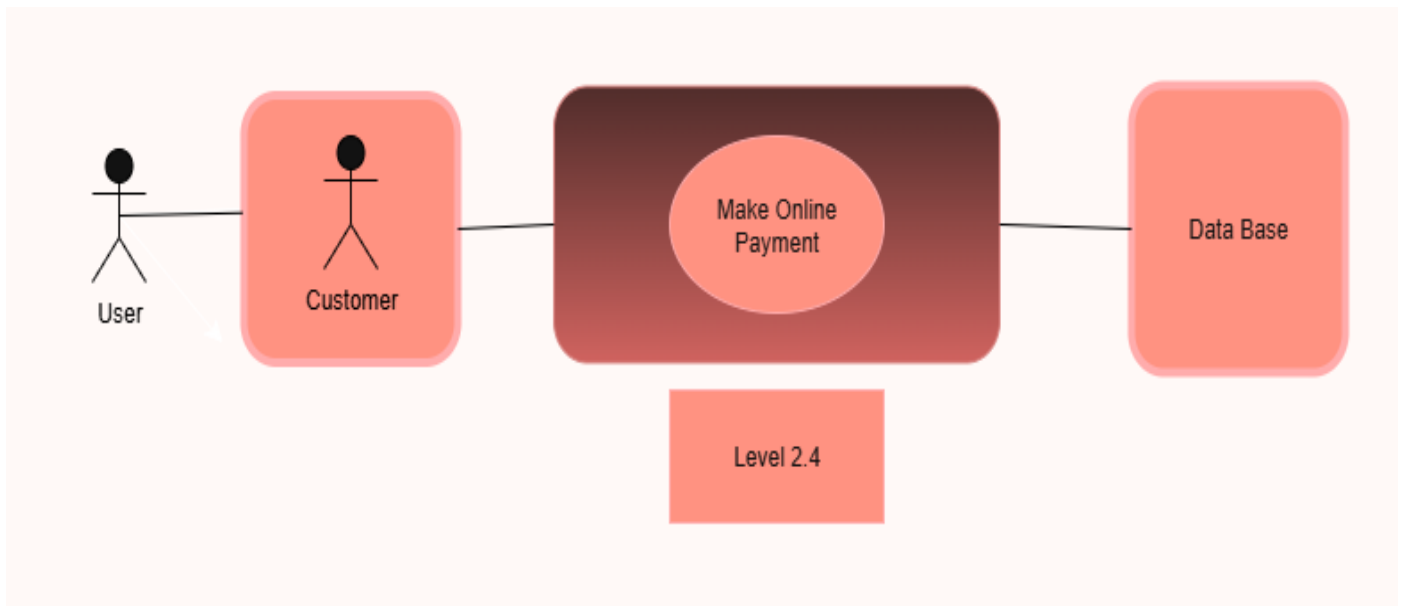 User
Customer
Make Online
Payment
Data Base
Level 2.4